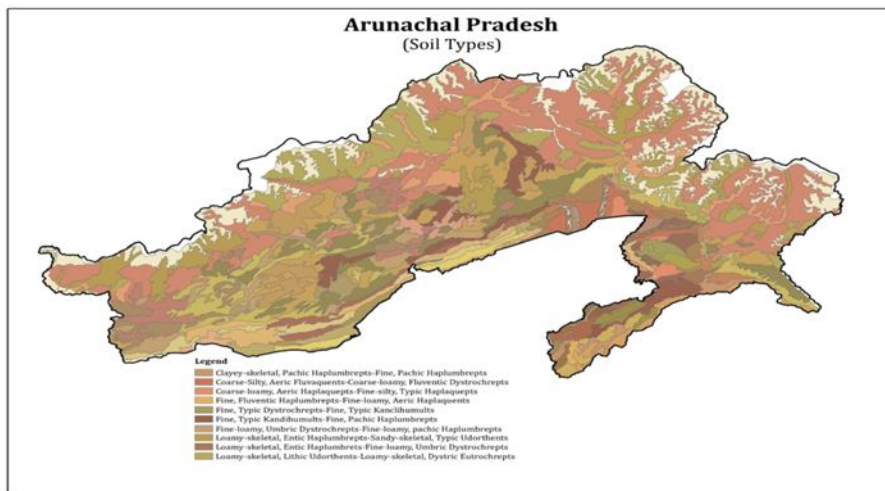 Arunachal Pradesh
(Soil Types)
Legend
Clayey-skeletal, Pachic Haplumbrepts-Fine, Pachic Haplumbrepts
Coarse-Silty, Aeric Fluvaquents-Coarse-loamy, Fluventic Dystrochrepts
Coarse-loamy, Aeric Haplaquepts-Fine-silty, Typic Haplaquepts
Fine, Fluventic Haplumbrepts-Fine-loamy, Aeric Haplaquents
Fine, Typic Dystrochrepts-Fine, Typic Kanclihumults
Fine, Typic Kandibumults-Fine, Pachic Haplumbrepts
Fine-loamy, Umbric Dystrochrepts-Fine-loamy, pachic Haplumbrepts
Loamy-skeletal, Entic Haplumbrepts-Sandy-skeletal, Typic Udorthents
Loamy-skeletal, Entic Haplumbrets-Fine-loamy, Umbric Dystrochrepts
Loamy-skeletal, Lithic Udorthents-Loamy-skeletal, Dystric Eutrochrepts